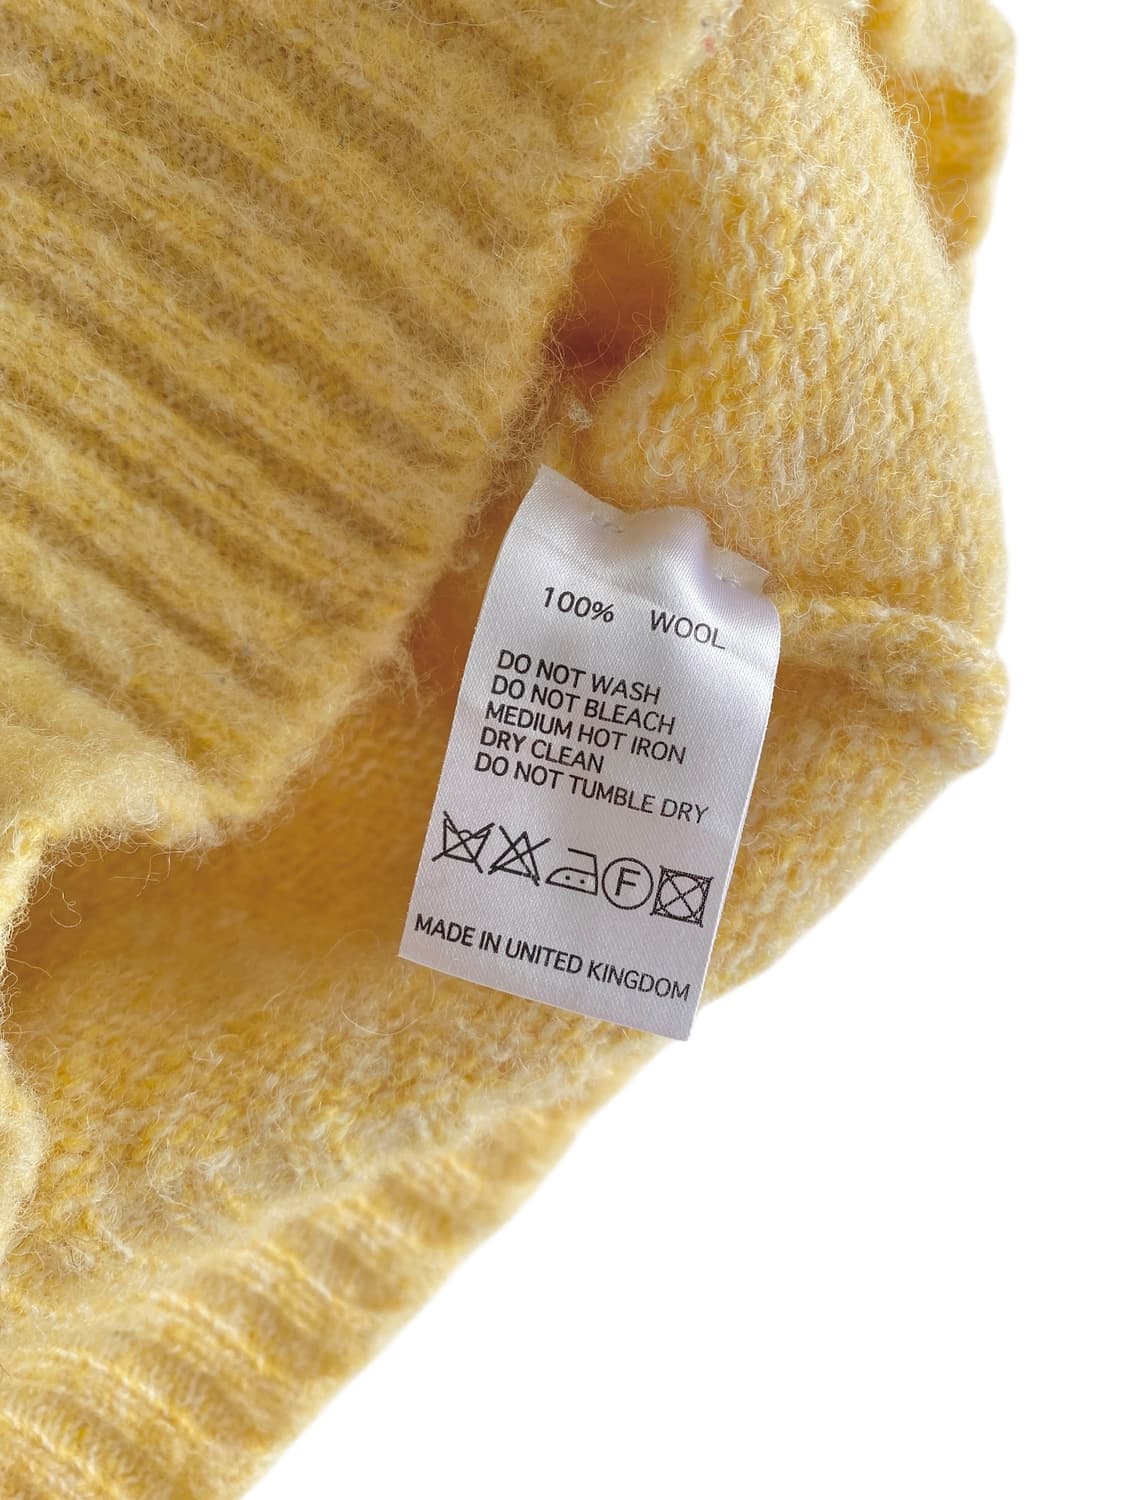 100% WOOL
DO NOT WASH
DO NOT BLEACH
MEDIUM HOT IRON
DRY CLEAN
DO NOT TUMBLE DRY
F
MADE IN UNITED KINGDOM